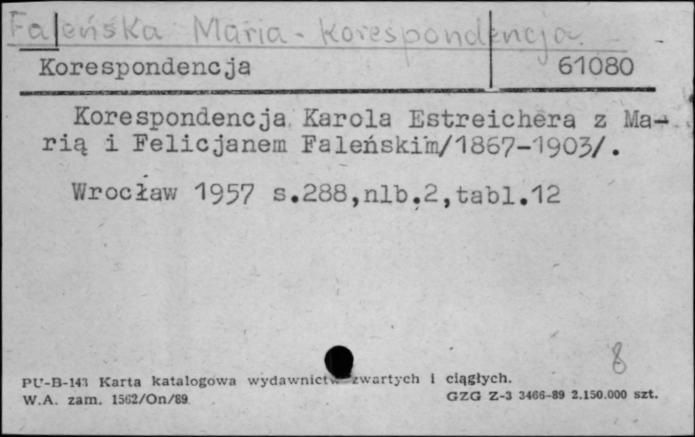 Faleńska Maria - korespondencja
Korespondencja 61080
Korespondencja Karola Estreichera z Ma-
rią i Felicjanem Faleńskim/1867-1903/.
Wrocław 1957 s.288,nlb.2,tabl.12
8
PU-B-143 Karta katalogowa wydawnictw zwartych i ciągłych.
W.A. zam. 1562/On/89 GZG Z-3 3466-89 2.150.000 szt.